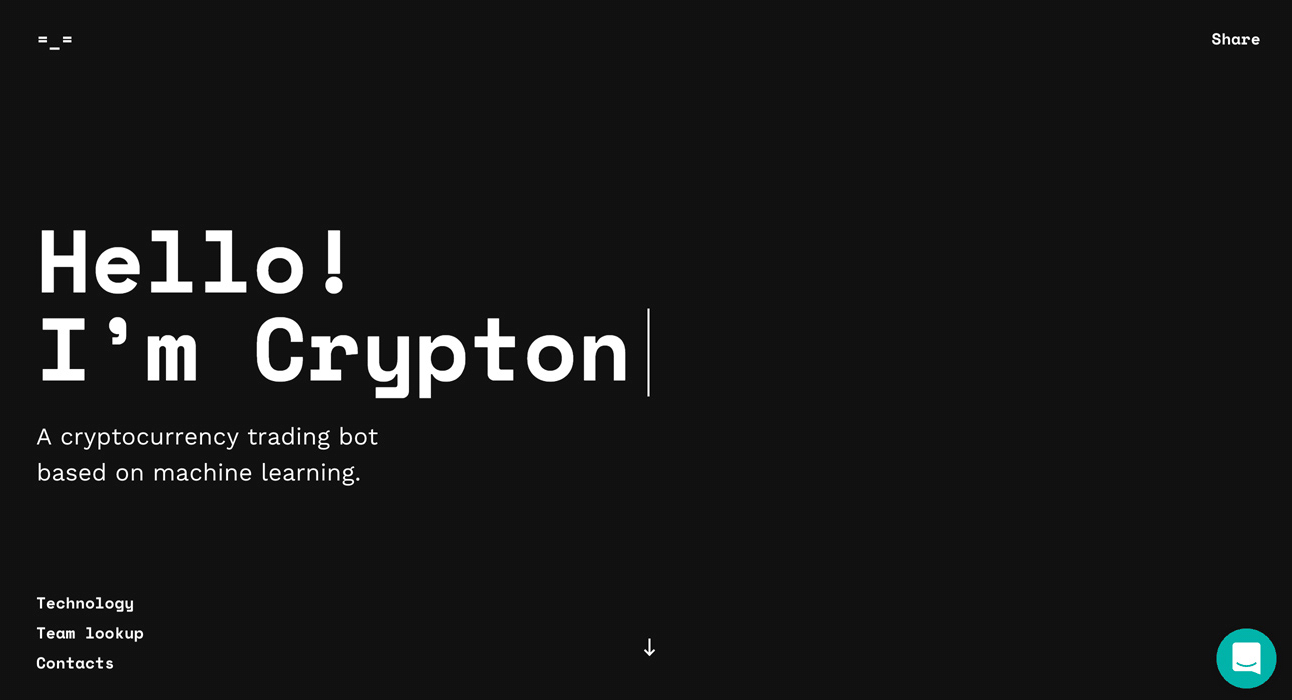 =_=
Share
Hello!
I’m Crypton
A cryptocurrency trading bot
based on machine learning.
Technology
Team lookup
Contacts